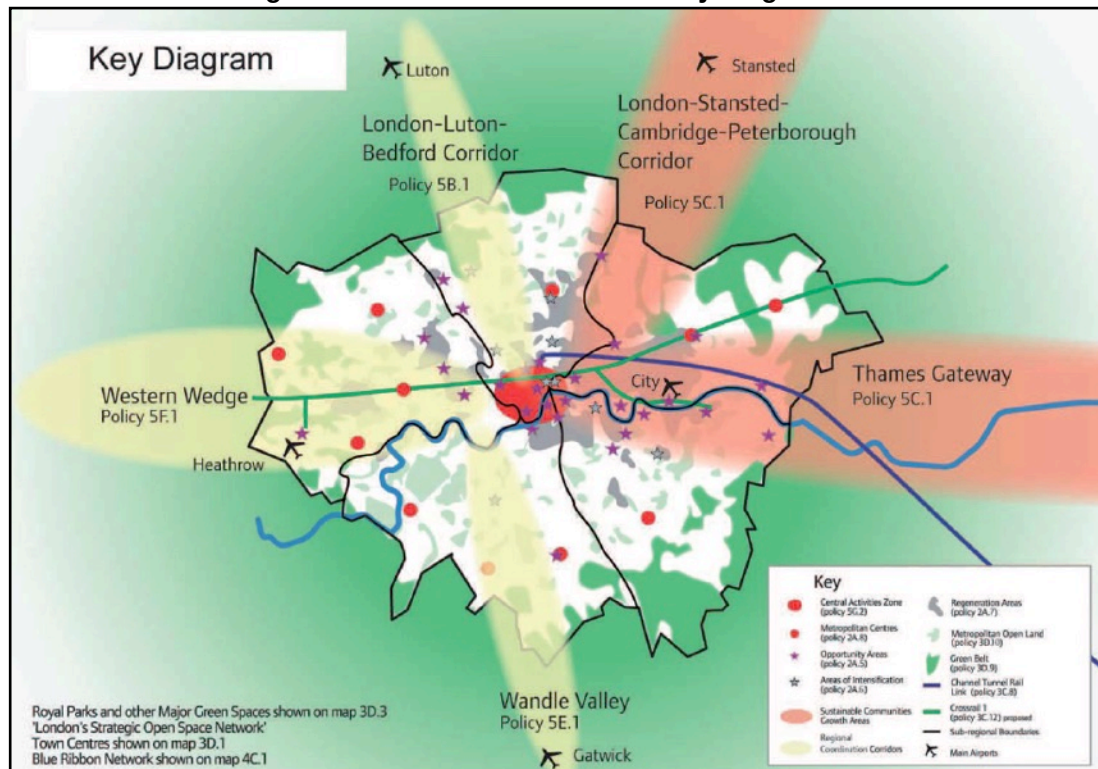 Key Diagram
Luton
Stansted
London-Luton-
Bedford Corridor
Policy 5B.1
London-Stansted-
Cambridge-Peterborough
Corridor
Policy 5C.1
Western Wedge
Policy 5F.1
Heathrow
City
Thames Gateway
Policy 5C.1
Wandle Valley
Policy 5E.1
Gatwick
Royal Parks and other Major Green Spaces shown on map 3D.3
'London's Strategic Open Space Network'
Town Centres shown on map 3D.1
Blue Ribbon Network shown on map 4C.1
Key
Central Activities Zone
(policy 5G.2)
Metropolitan Centres
(policy 2A.8)
Opportunity Areas
(policy 2A.5)
Areas of Intensification
(policy 2A.6)
Sustainable Communities
Growth Areas
Regional
Coordination Corridors
Regeneration Areas
(policy 2A.7)
Metropolitan Open Land
(policy 3D.10)
Green Belt
(policy 3D.9)
Channel Tunnel Rail
Link (policy 3C.8)
Crossrail 1
(policy 3C.12) proposed
Sub-regional Boundaries
Main Airports